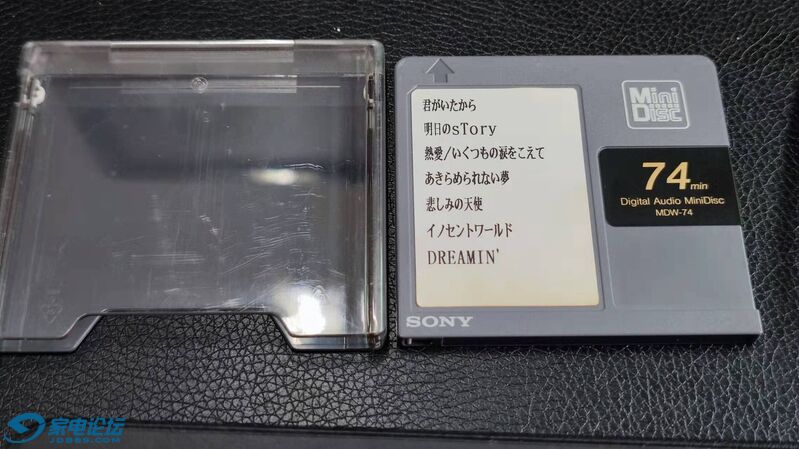 君がいたから
明日のsTory
熱愛/いくつもの涙をこえて
あきらめられない夢
悲しみの天使
イノセントワールド
DREAMIN'
SONY
Mini
Disc
74min
Digital Audio MiniDisc
MDW-74
家电论坛
JDBBS.COM